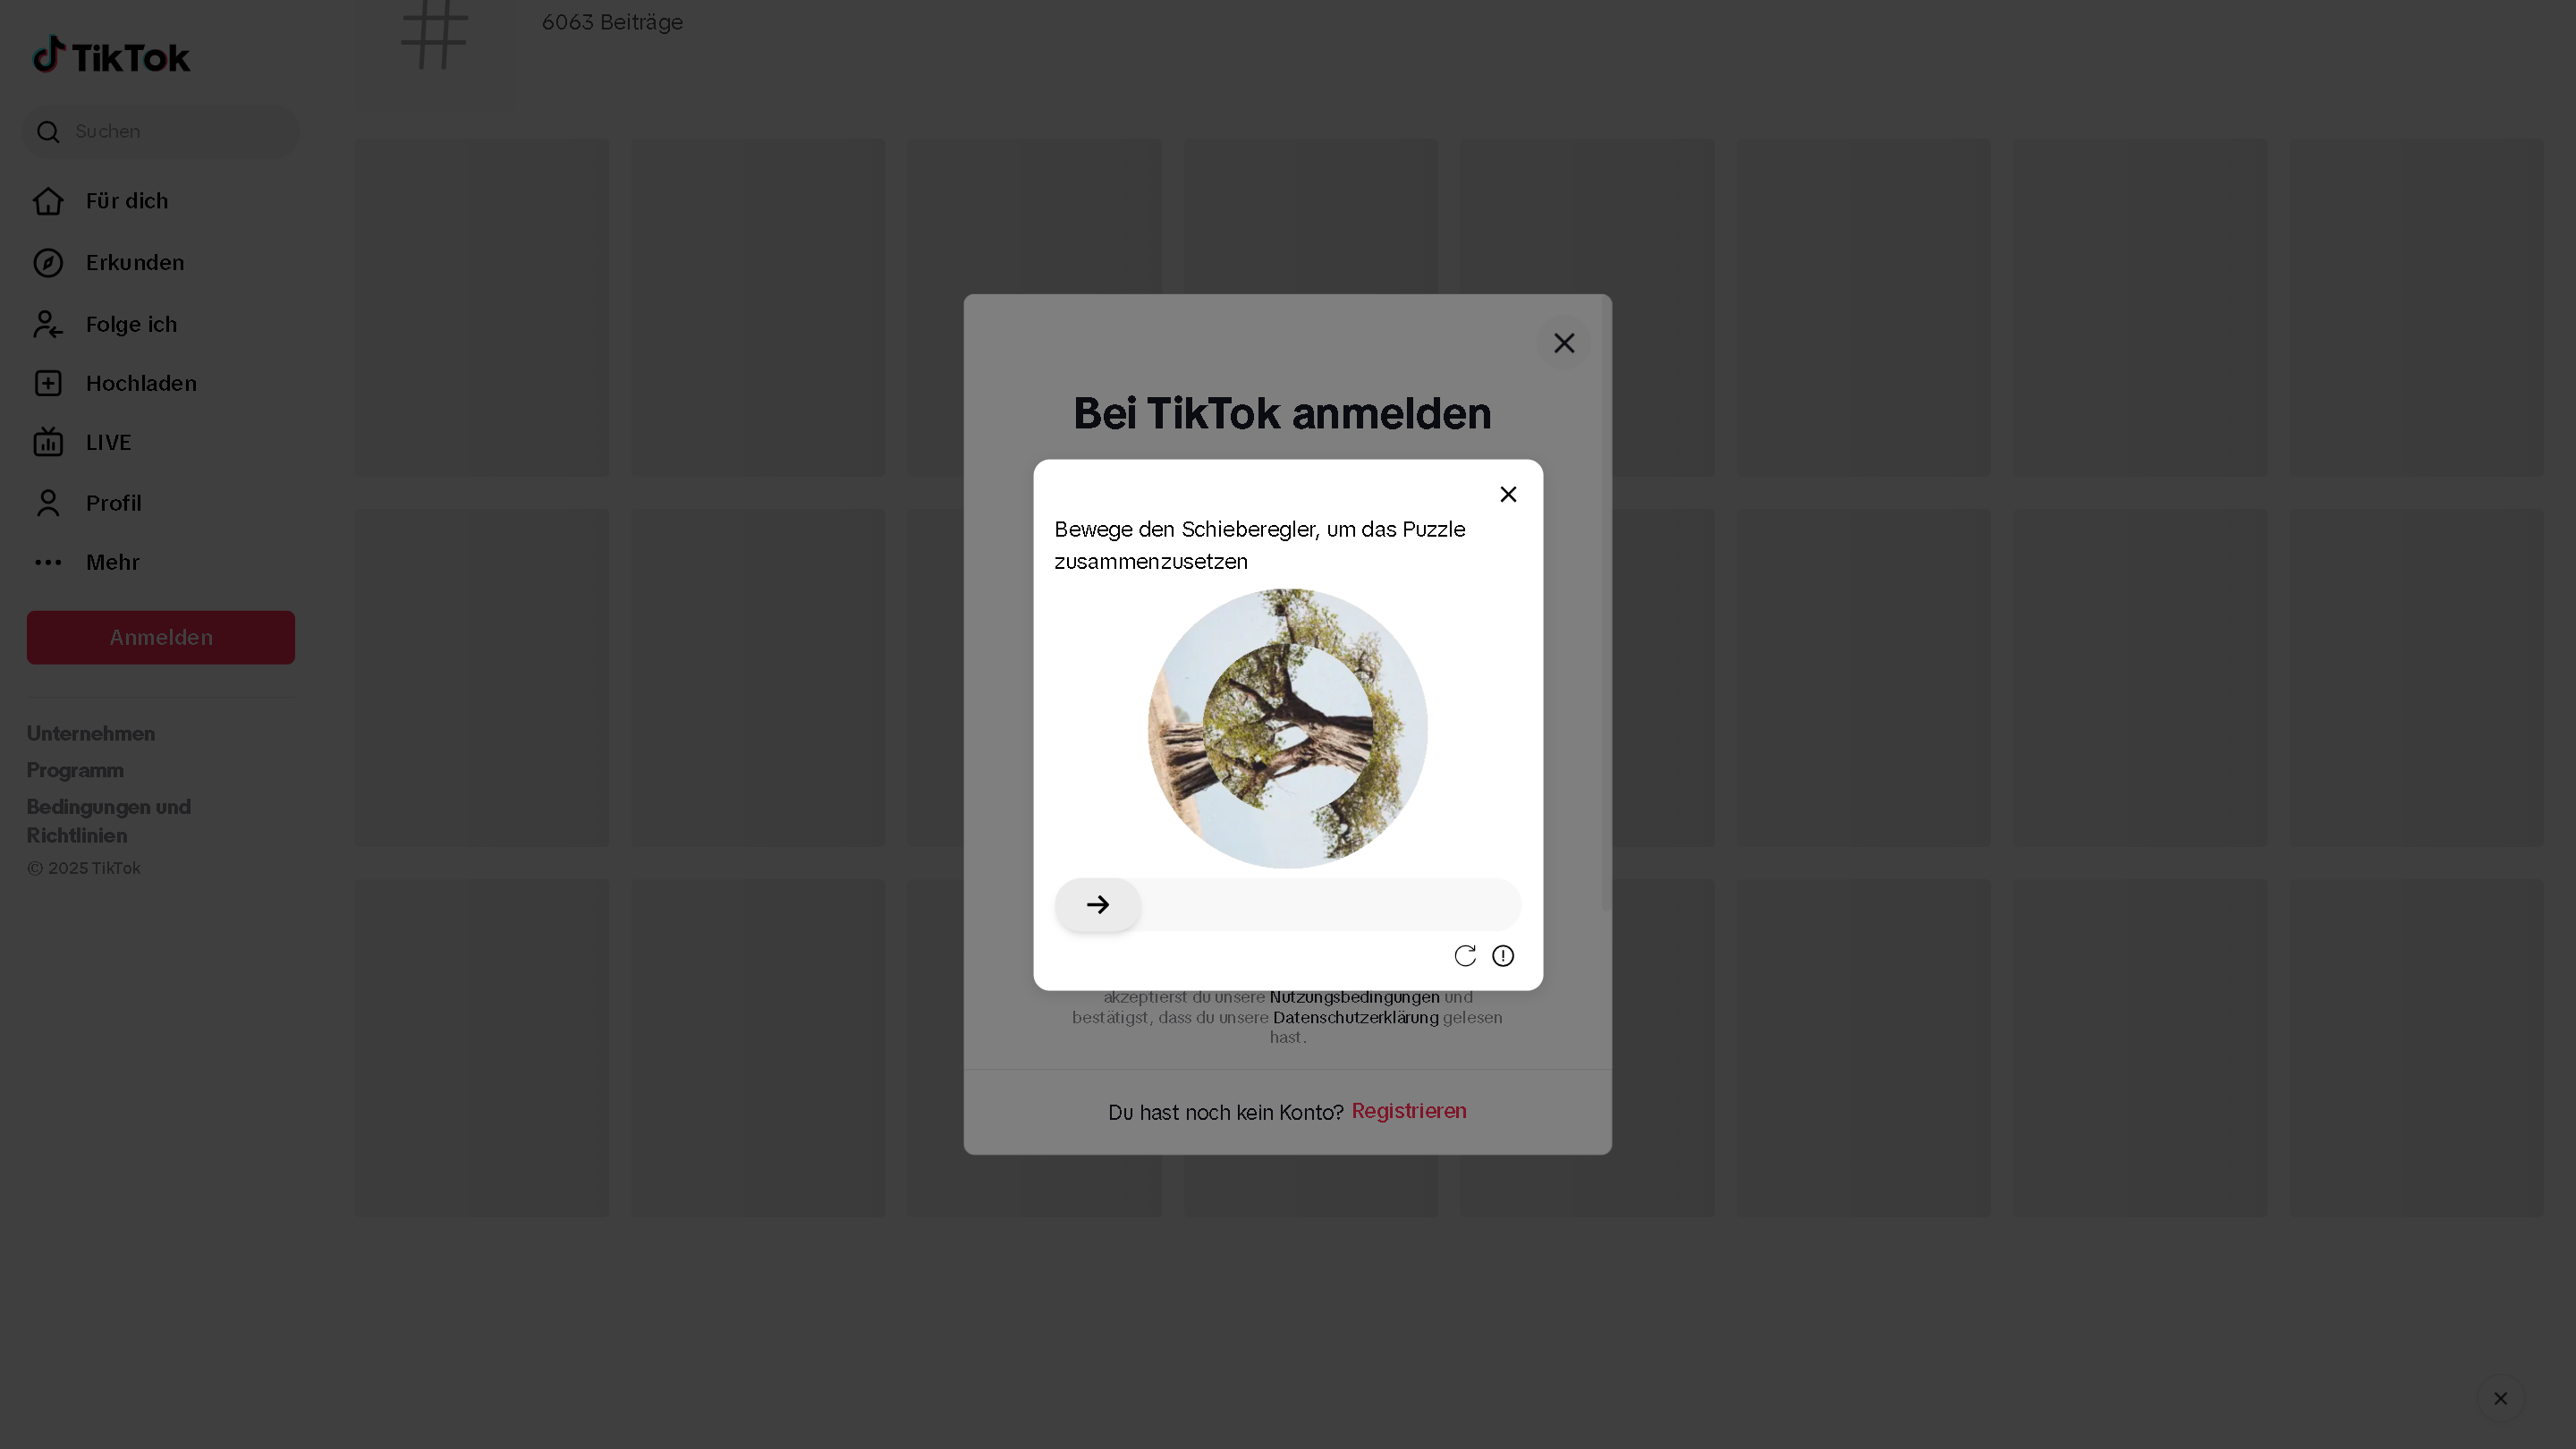 6063 Beiträge
TikTok
Suchen
Für dich
Erkunden
Folge ich
Hochladen
LIVE
Profil
Mehr
Anmelden
Unternehmen
Programm
Bedingungen und
Richtlinien
© 2025 TikTok
Bei TikTok anmelden
Bewege den Schieberegler, um das Puzzle
zusammenzusetzen
akzeptierst du unsere Nutzungsbedingungen und
bestätigst, dass du unsere Datenschutzerklärung gelesen
hast.
Du hast noch kein Konto? Registrieren